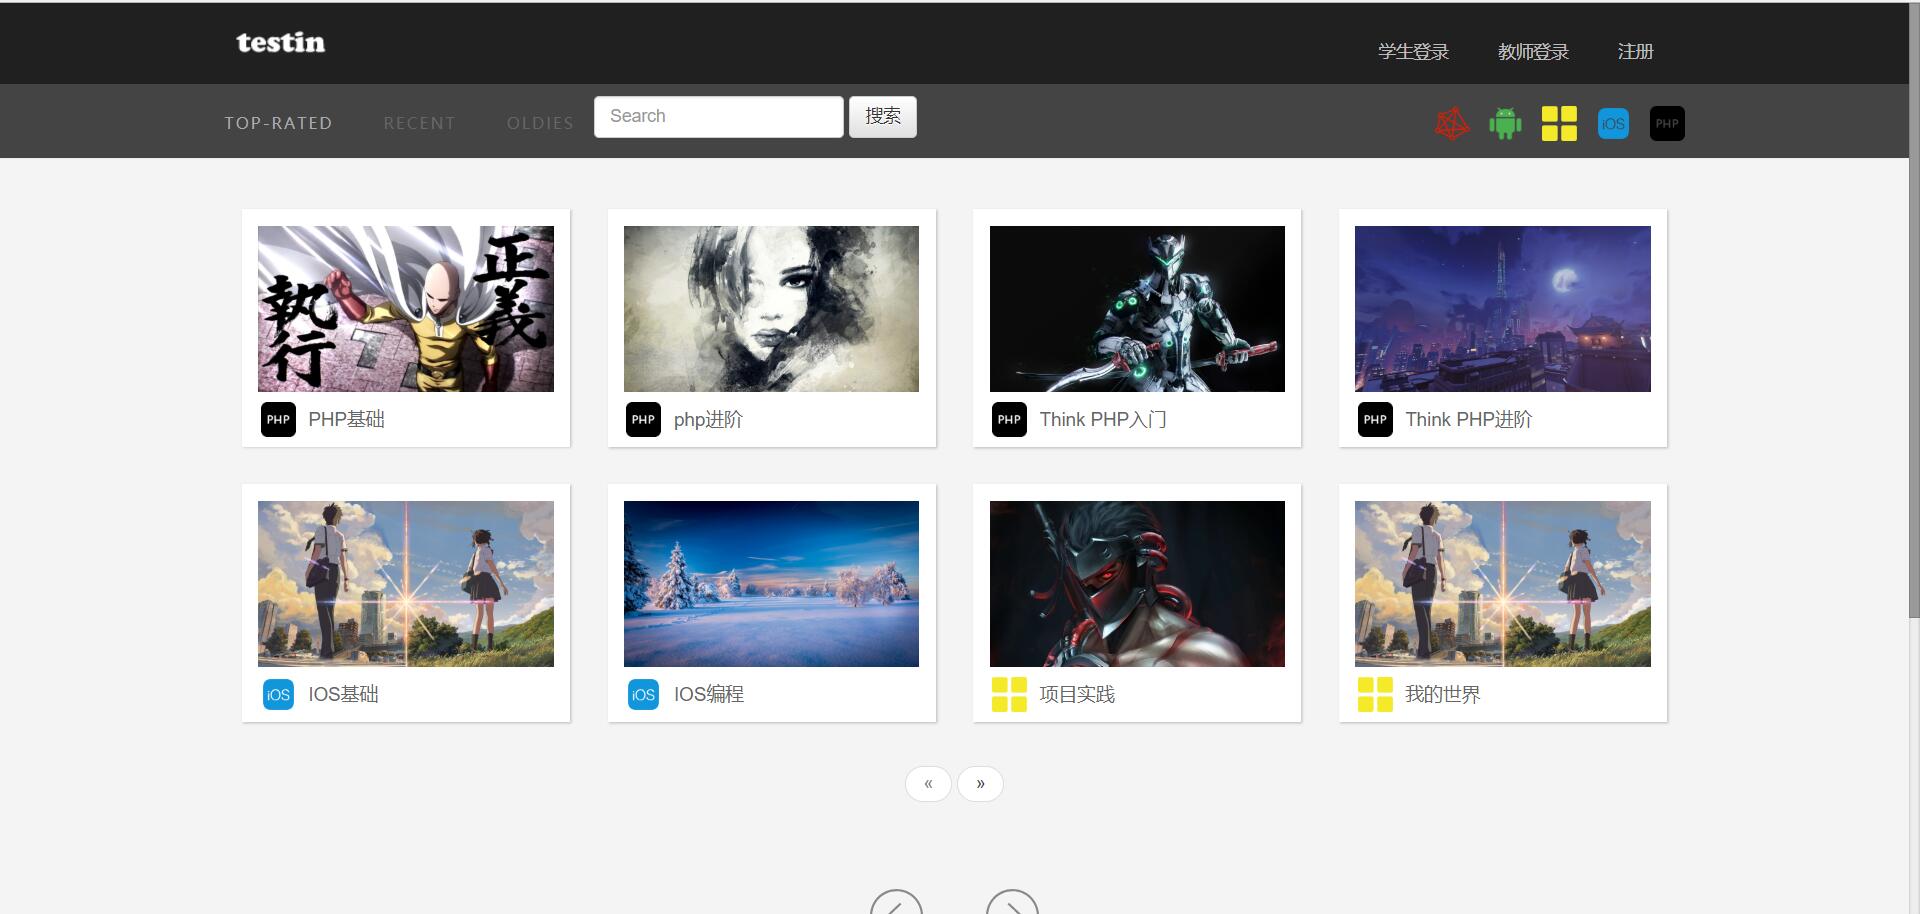 testin
学生登录 教师登录 注册
TOP-RATED RECENT OLDIES Search 搜索 iOS PHP
正義
執行
PHP PHP基础
PHP php进阶
PHP Think PHP入门
PHP Think PHP进阶
iOS IOS基础
iOS IOS编程
项目实践
我的世界
« »